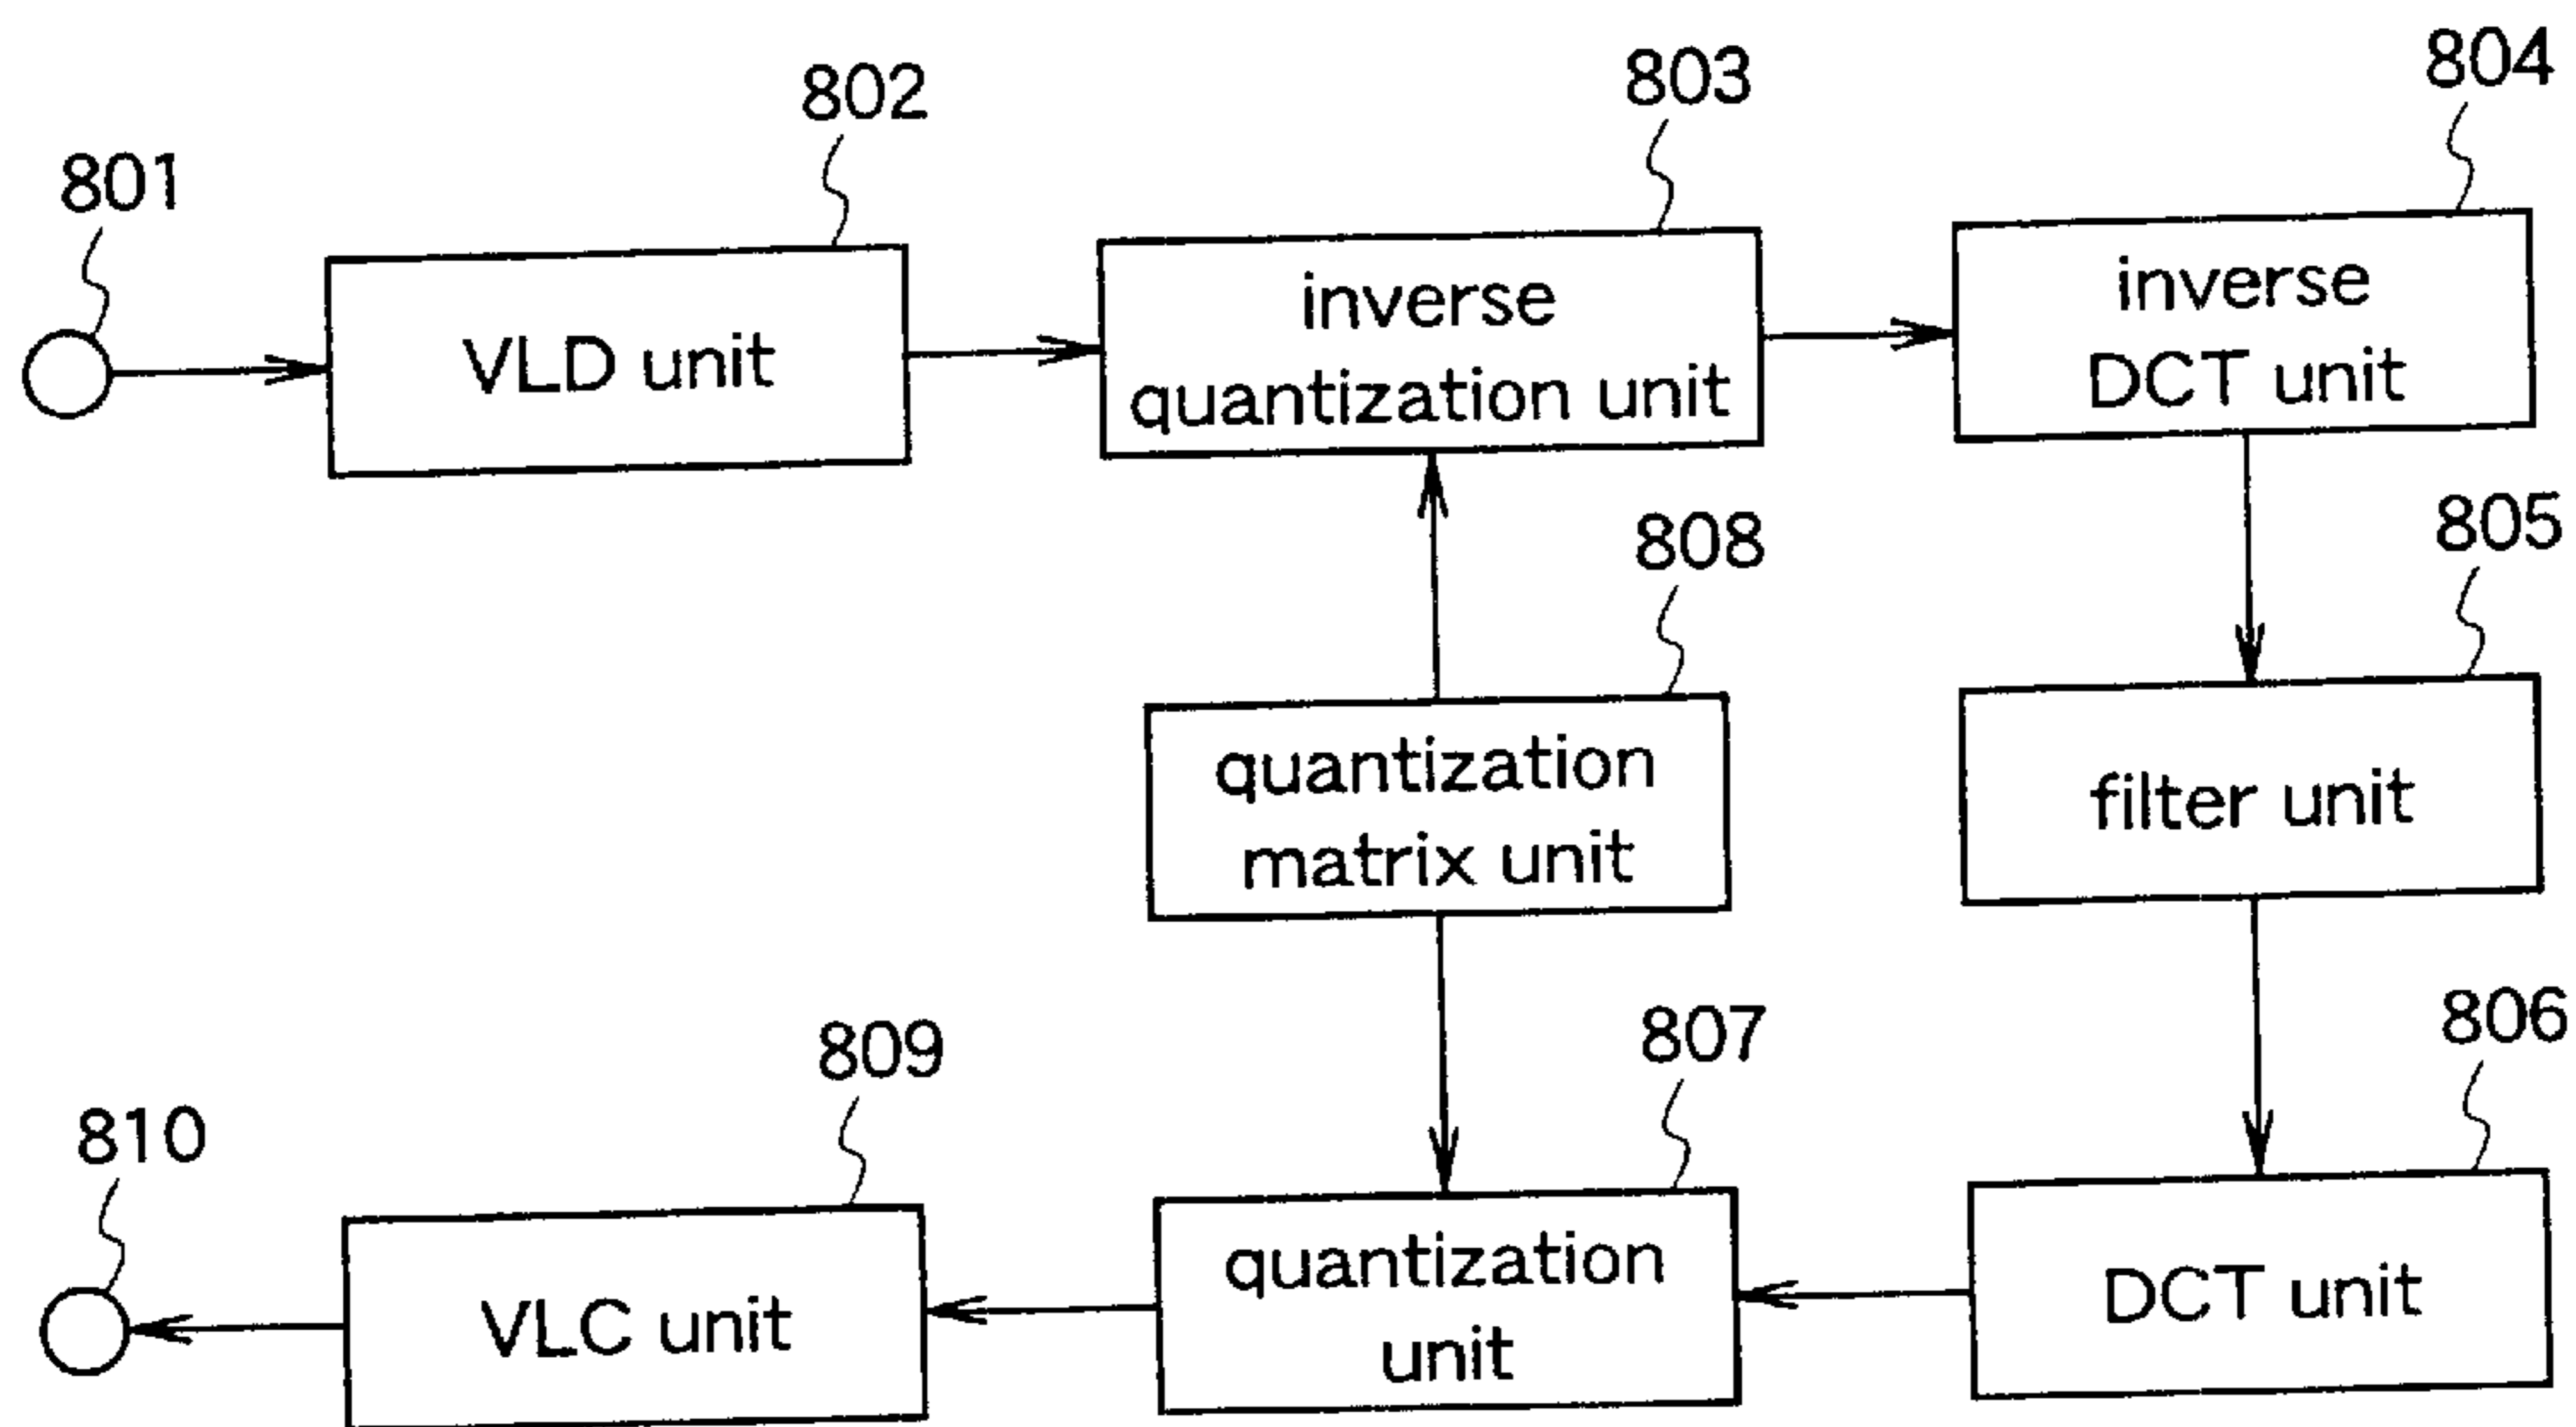 801
802
803
804
VLD unit
inverse
quantization unit
inverse
DCT unit
808
805
quantization
matrix unit
filter unit
810
809
807
806
VLC unit
quantization
unit
DCT unit